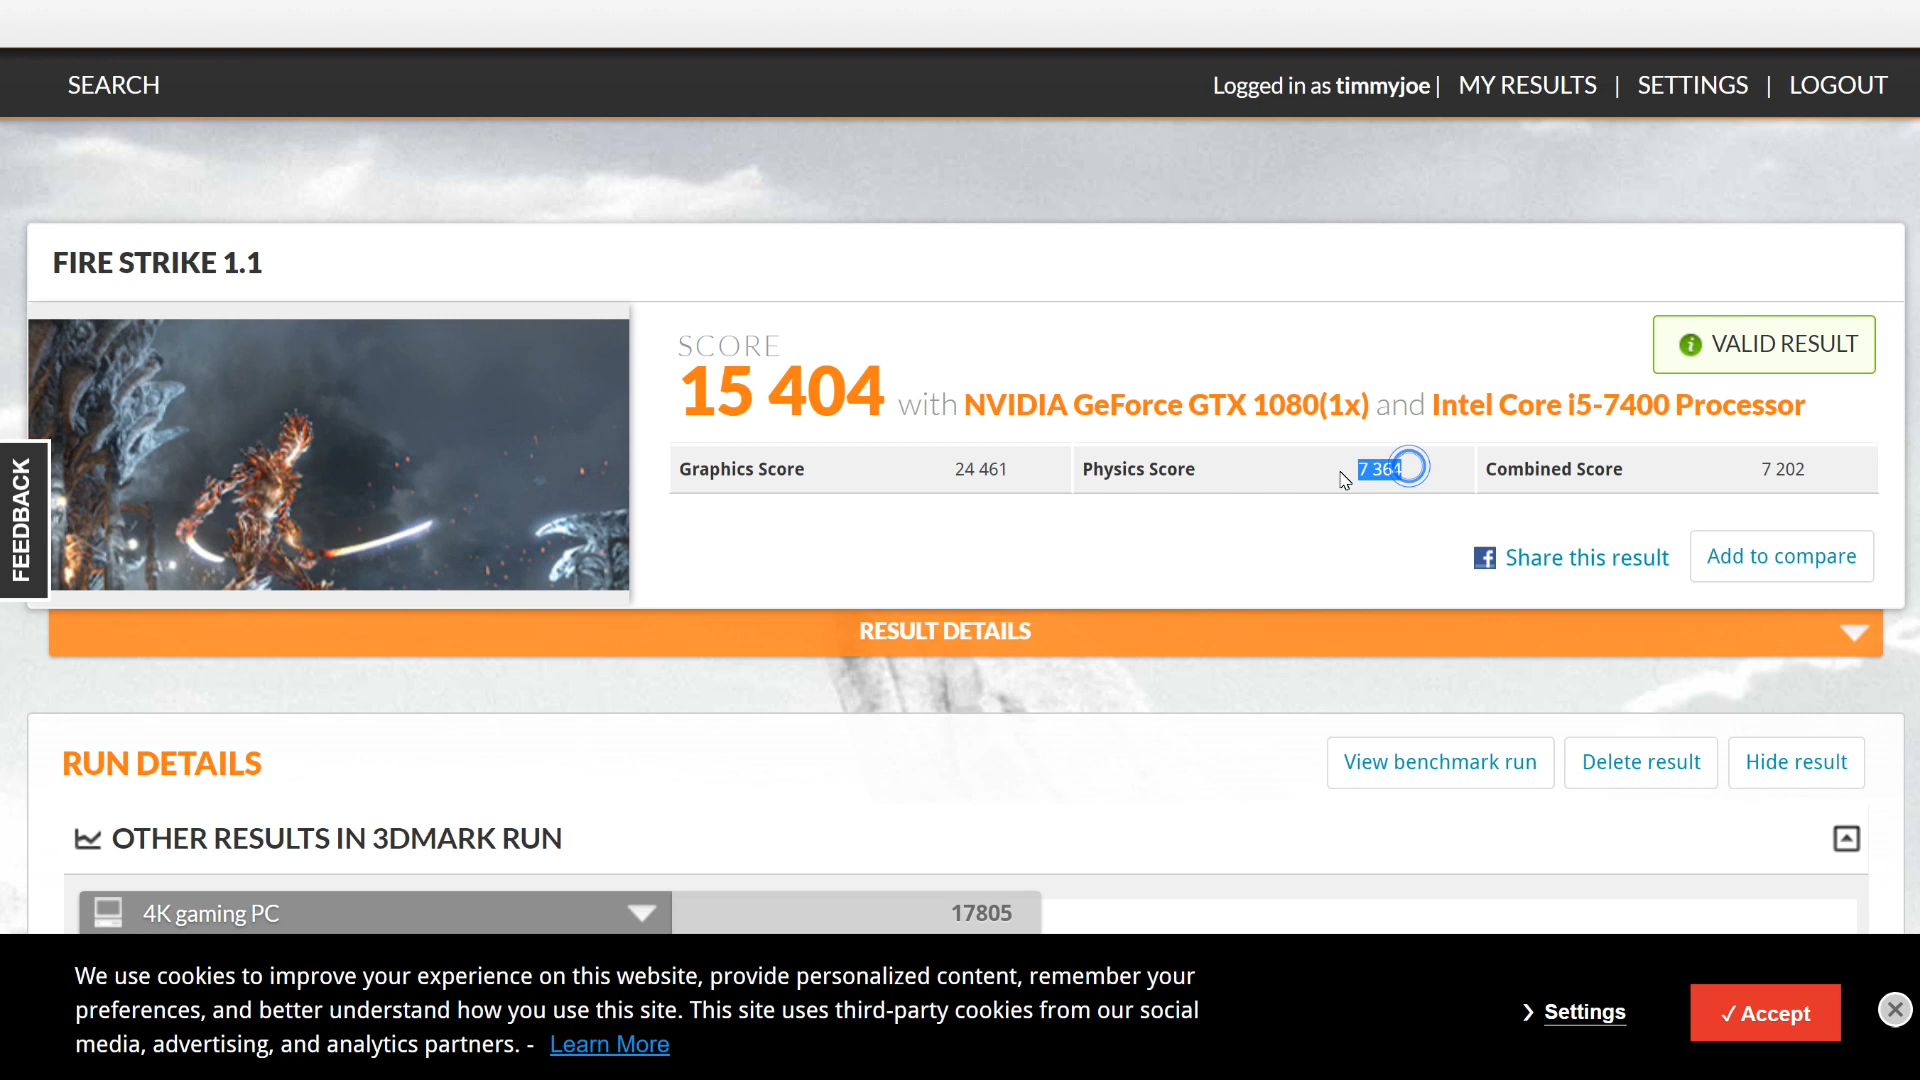 SEARCH
Logged in as timmyjoe | MY RESULTS | SETTINGS | LOGOUT
FIRE STRIKE 1.1
SCORE
VALID RESULT
15 404 with NVIDIA GeForce GTX 1080(1x) and Intel Core i5-7400 Processor
Graphics Score 24 461 Physics Score 7 364 Combined Score 7 202
FEEDBACK
Share this result Add to compare
RESULT DETAILS
RUN DETAILS
View benchmark run Delete result Hide result
OTHER RESULTS IN 3DMARK RUN
4K gaming PC 17805
We use cookies to improve your experience on this website, provide personalized content, remember your
preferences, and better understand how you use this site. This site uses third-party cookies from our social
media, advertising, and analytics partners. - Learn More
❯ Settings
✓ Accept